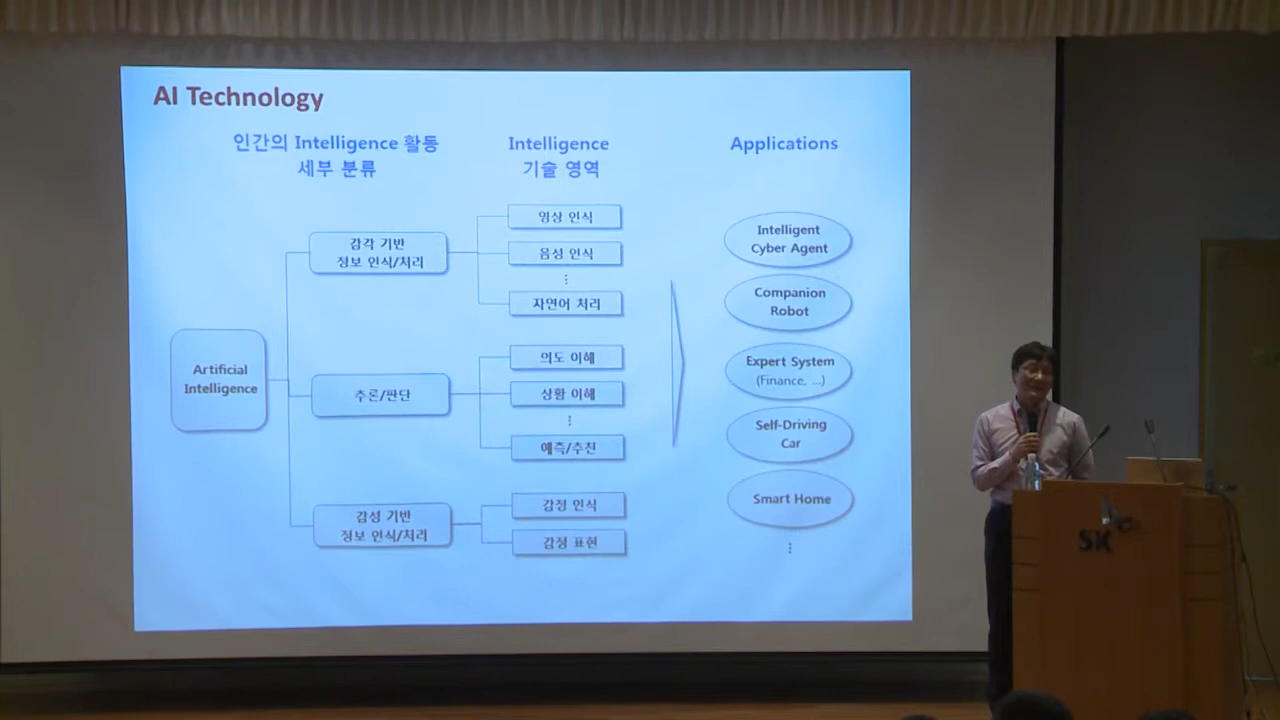 AI Technology
인간의 Intelligence 활동
세부 분류
Intelligence
기술 영역
Applications
Artificial
Intelligence
감각 기반
정보 인식/처리
영상 인식
음성 인식
⋮
자연어 처리
추론/판단
의도 이해
상황 이해
⋮
예측/추천
감성 기반
정보 인식/처리
감정 인식
감정 표현
Intelligent
Cyber Agent
Companion
Robot
Expert System
(Finance, ...)
Self-Driving
Car
Smart Home
⋮
SK